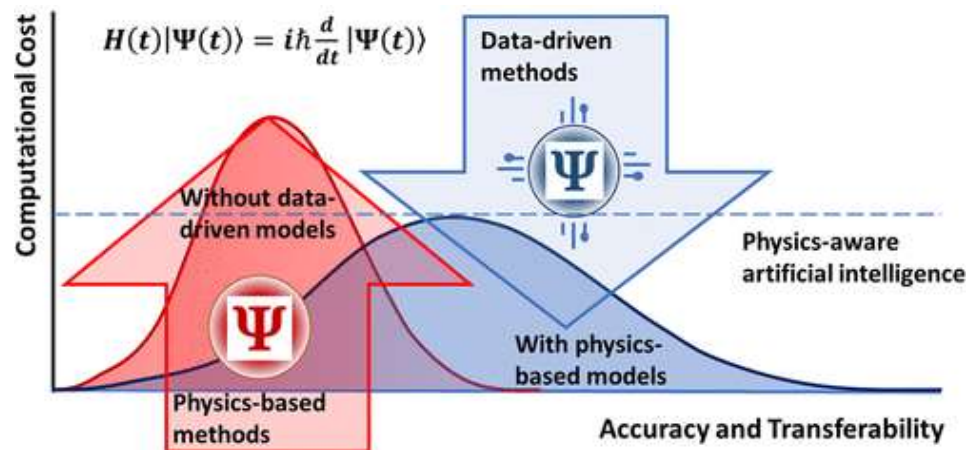 Computational Cost
H(t)|Ψ(t)⟩ = iℏ d/dt |Ψ(t)⟩
Data-driven
methods
Ψ
Without data-
driven models
Physics-aware
artificial intelligence
Ψ
With physics-
based models
Physics-based
methods
Accuracy and Transferability